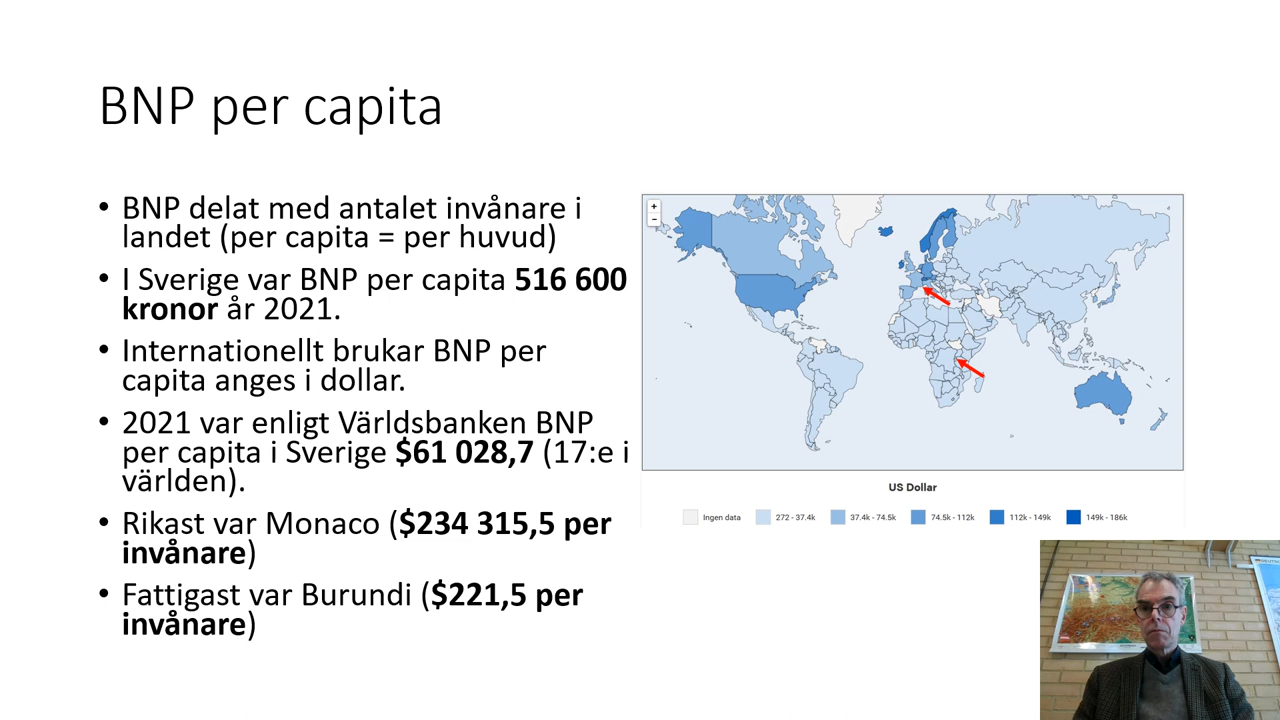 BNP per capita
• BNP delat med antalet invånare i
landet (per capita = per huvud)
• I Sverige var BNP per capita 516 600
kronor år 2021.
• Internationellt brukar BNP per
capita anges i dollar.
• 2021 var enligt Världsbanken BNP
per capita i Sverige $61 028,7 (17:e i
världen).
• Rikast var Monaco ($234 315,5 per
invånare)
• Fattigast var Burundi ($221,5 per
invånare)
+
−
US Dollar
Ingen data 272 - 37.4k 37.4k - 74.5k 74.5k - 112k 112k - 149k 149k - 186k